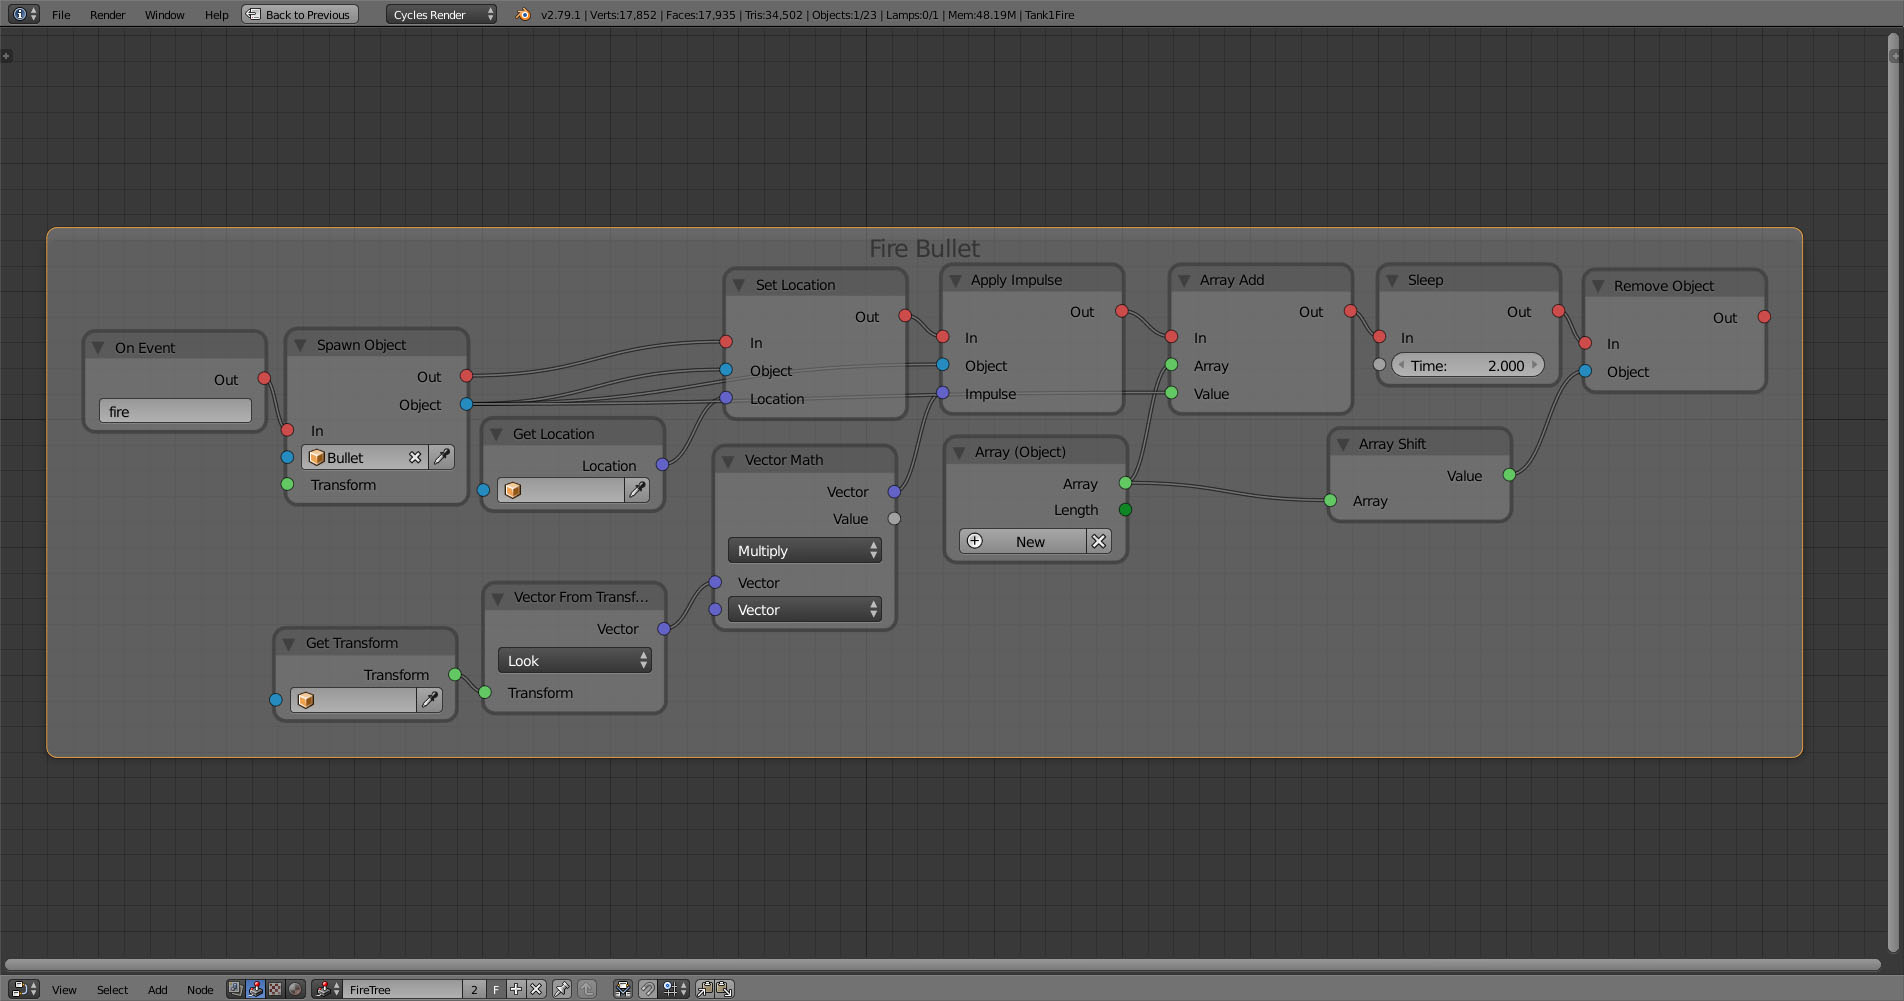 File Render Window Help Back to Previous Cycles Render v2.79.1 | Verts:17,852 | Faces:17,935 | Tris:34,502 | Objects:1/23 | Lamps:0/1 | Mem:48.19M | Tank1Fire
Fire Bullet
On Event
Out
fire
Spawn Object
Out
Object
In
Bullet
Transform
Get Location
Location
Set Location
Out
In
Object
Location
Apply Impulse
Out
In
Object
Impulse
Array Add
Out
In
Array
Value
Sleep
Out
In
Time: 2.000
Remove Object
Out
In
Object
Vector Math
Vector
Value
Multiply
Vector
Vector
Array (Object)
Array
Length
New
Array Shift
Value
Array
Get Transform
Transform
Vector From Transf...
Vector
Look
Transform
View Select Add Node FireTree 2 F